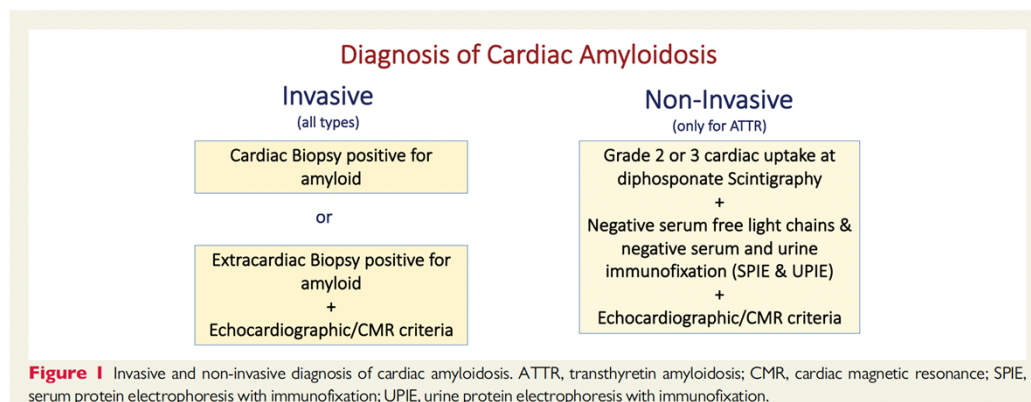 Diagnosis of Cardiac Amyloidosis
Invasive
(all types)
Cardiac Biopsy positive for
amyloid
or
Extracardiac Biopsy positive for
amyloid
+
Echocardiographic/CMR criteria
Non-Invasive
(only for ATTR)
Grade 2 or 3 cardiac uptake at
diphosponate Scintigraphy
+
Negative serum free light chains &
negative serum and urine
immunofixation (SPIE & UPIE)
+
Echocardiographic/CMR criteria
Figure 1 Invasive and non-invasive diagnosis of cardiac amyloidosis. ATTR, transthyretin amyloidosis; CMR, cardiac magnetic resonance; SPIE,
serum protein electrophoresis with immunofixation; UPIE, urine protein electrophoresis with immunofixation.